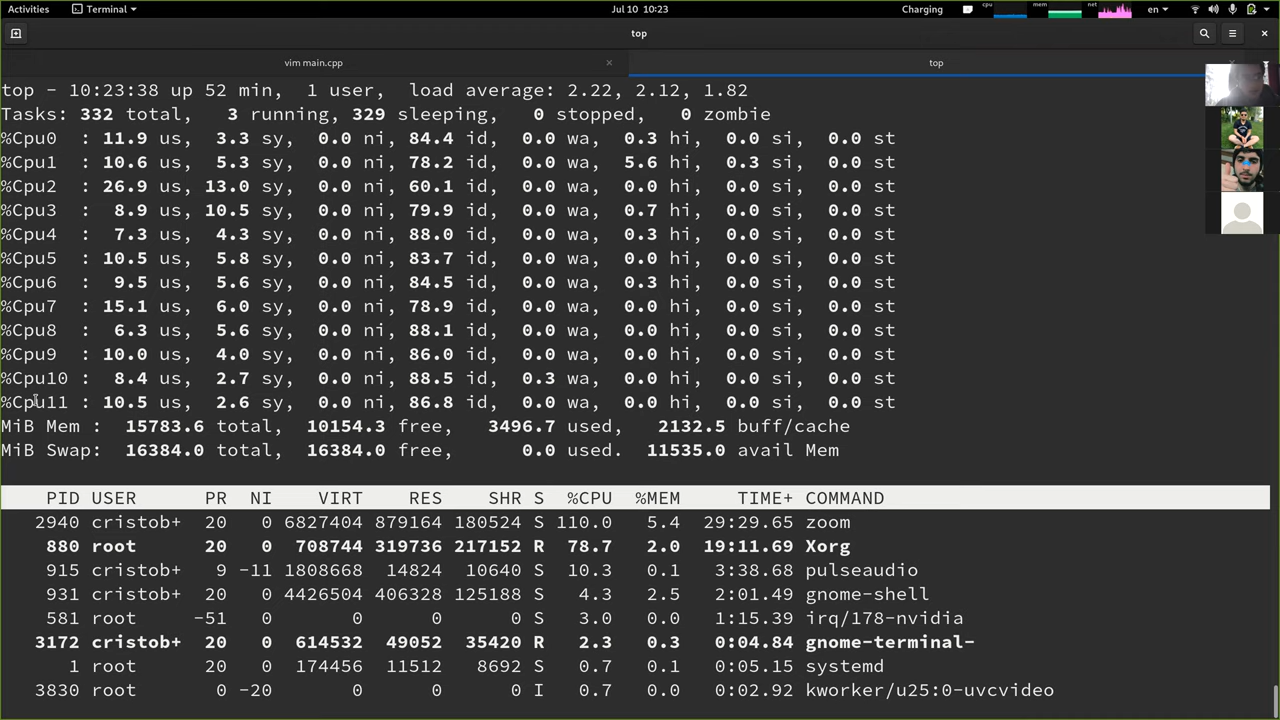 Activities Terminal Jul 10 10:23 Charging cpu mem net en
top
vim main.cpp × top
top - 10:23:38 up 52 min, 1 user, load average: 2.22, 2.12, 1.82
Tasks: 332 total, 3 running, 329 sleeping, 0 stopped, 0 zombie
%Cpu0 : 11.9 us, 3.3 sy, 0.0 ni, 84.4 id, 0.0 wa, 0.3 hi, 0.0 si, 0.0 st
%Cpu1 : 10.6 us, 5.3 sy, 0.0 ni, 78.2 id, 0.0 wa, 5.6 hi, 0.3 si, 0.0 st
%Cpu2 : 26.9 us, 13.0 sy, 0.0 ni, 60.1 id, 0.0 wa, 0.0 hi, 0.0 si, 0.0 st
%Cpu3 : 8.9 us, 10.5 sy, 0.0 ni, 79.9 id, 0.0 wa, 0.7 hi, 0.0 si, 0.0 st
%Cpu4 : 7.3 us, 4.3 sy, 0.0 ni, 88.0 id, 0.0 wa, 0.3 hi, 0.0 si, 0.0 st
%Cpu5 : 10.5 us, 5.8 sy, 0.0 ni, 83.7 id, 0.0 wa, 0.0 hi, 0.0 si, 0.0 st
%Cpu6 : 9.5 us, 5.6 sy, 0.0 ni, 84.5 id, 0.0 wa, 0.3 hi, 0.0 si, 0.0 st
%Cpu7 : 15.1 us, 6.0 sy, 0.0 ni, 78.9 id, 0.0 wa, 0.0 hi, 0.0 si, 0.0 st
%Cpu8 : 6.3 us, 5.6 sy, 0.0 ni, 88.1 id, 0.0 wa, 0.0 hi, 0.0 si, 0.0 st
%Cpu9 : 10.0 us, 4.0 sy, 0.0 ni, 86.0 id, 0.0 wa, 0.0 hi, 0.0 si, 0.0 st
%Cpu10 : 8.4 us, 2.7 sy, 0.0 ni, 88.5 id, 0.3 wa, 0.0 hi, 0.0 si, 0.0 st
%Cpu11 : 10.5 us, 2.6 sy, 0.0 ni, 86.8 id, 0.0 wa, 0.0 hi, 0.0 si, 0.0 st
MiB Mem : 15783.6 total, 10154.3 free, 3496.7 used, 2132.5 buff/cache
MiB Swap: 16384.0 total, 16384.0 free, 0.0 used. 11535.0 avail Mem
PID USER PR NI VIRT RES SHR S %CPU %MEM TIME+ COMMAND
2940 cristob+ 20 0 6827404 879164 180524 S 110.0 5.4 29:29.65 zoom
880 root 20 0 708744 319736 217152 R 78.7 2.0 19:11.69 Xorg
915 cristob+ 9 -11 1808668 14824 10640 S 10.3 0.1 3:38.68 pulseaudio
931 cristob+ 20 0 4426504 406328 125188 S 4.3 2.5 2:01.49 gnome-shell
581 root -51 0 0 0 0 S 3.0 0.0 1:15.39 irq/178-nvidia
3172 cristob+ 20 0 614532 49052 35420 R 2.3 0.3 0:04.84 gnome-terminal-
1 root 20 0 174456 11512 8692 S 0.7 0.1 0:05.15 systemd
3830 root 0 -20 0 0 0 I 0.7 0.0 0:02.92 kworker/u25:0-uvcvideo